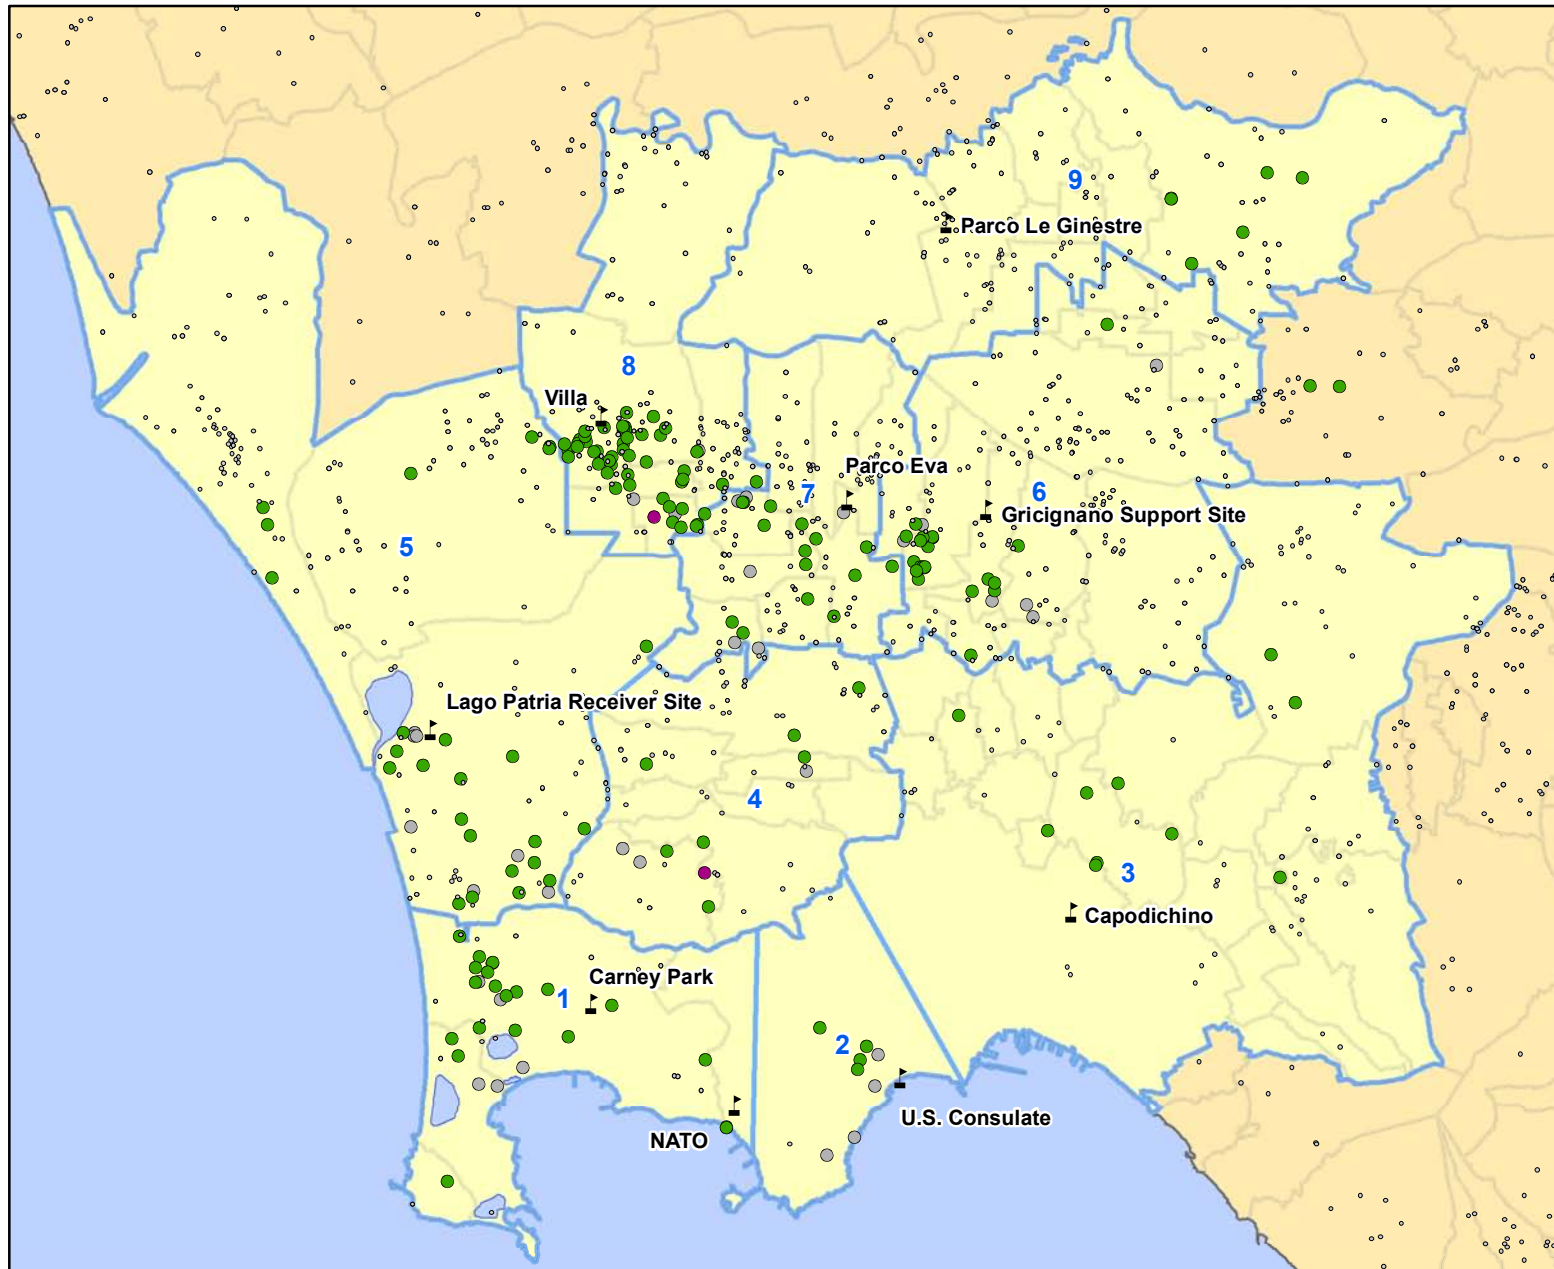 9
Parco Le Ginestre
8
Villa
Parco Eva
7
6
Gricignano Support Site
5
Lago Patria Receiver Site
4
3
Capodichino
Carney Park
1
2
U.S. Consulate
NATO